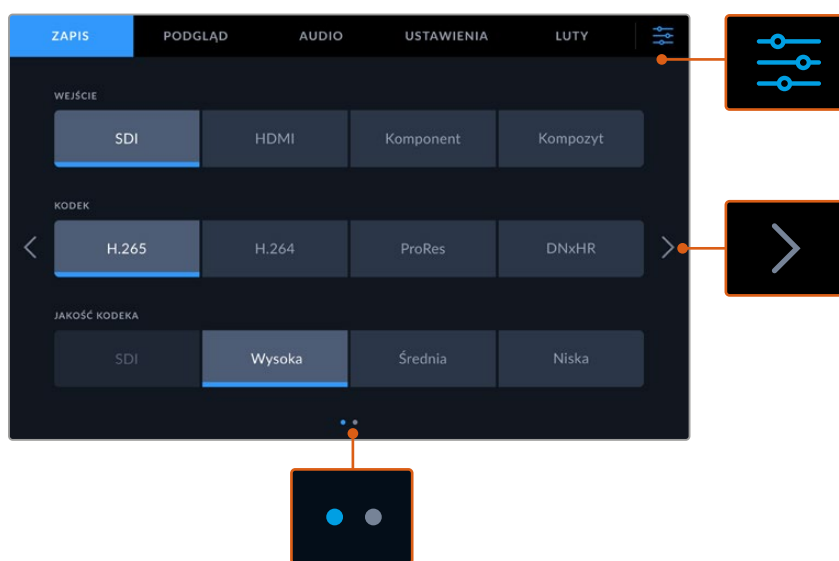 ZAPIS PODGLĄD AUDIO USTAWIENIA LUTY
WEJŚCIE
SDI HDMI Komponent Kompozyt
KODEK
H.265 H.264 ProRes DNxHR
JAKOŚĆ KODEKA
SDI Wysoka Średnia Niska